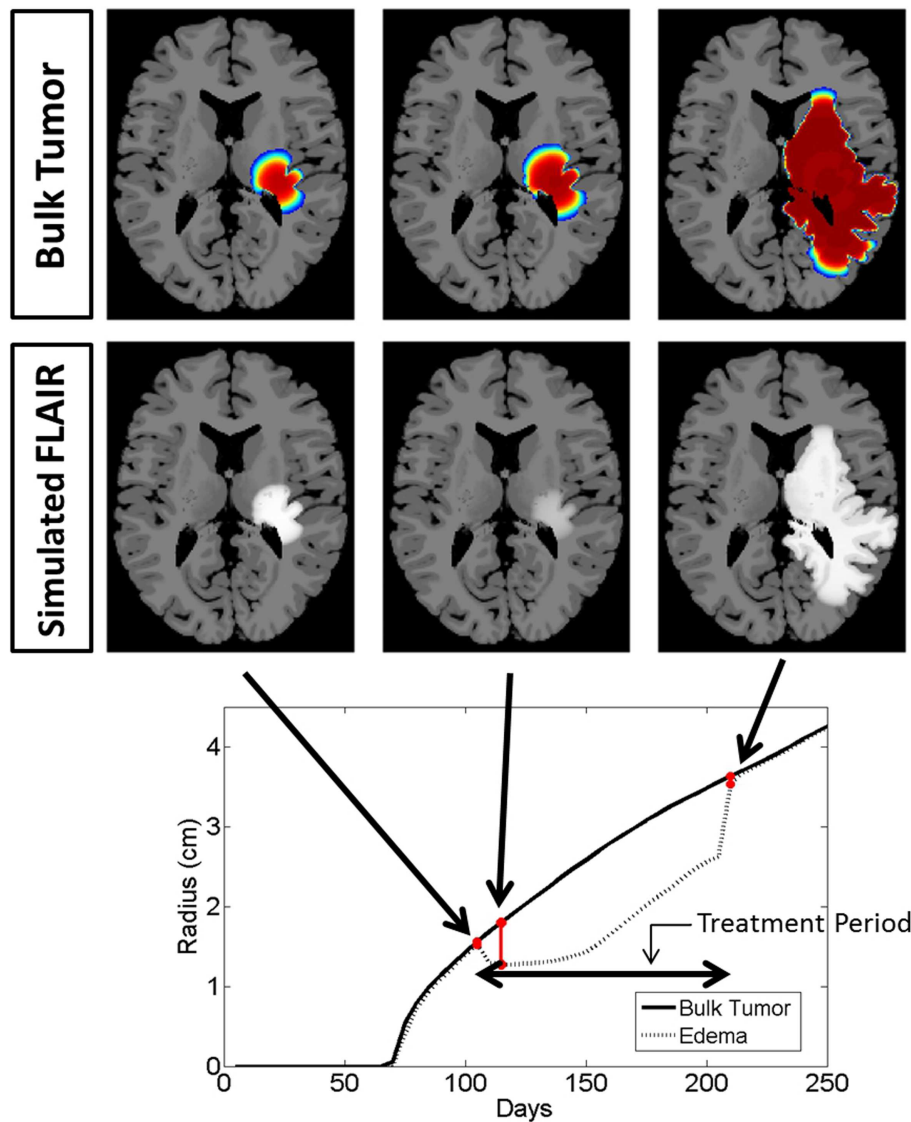 Bulk Tumor
Simulated FLAIR
4
3
2
1
0
Radius (cm)
Treatment Period
Bulk Tumor
Edema
0 50 100 150 200 250
Days